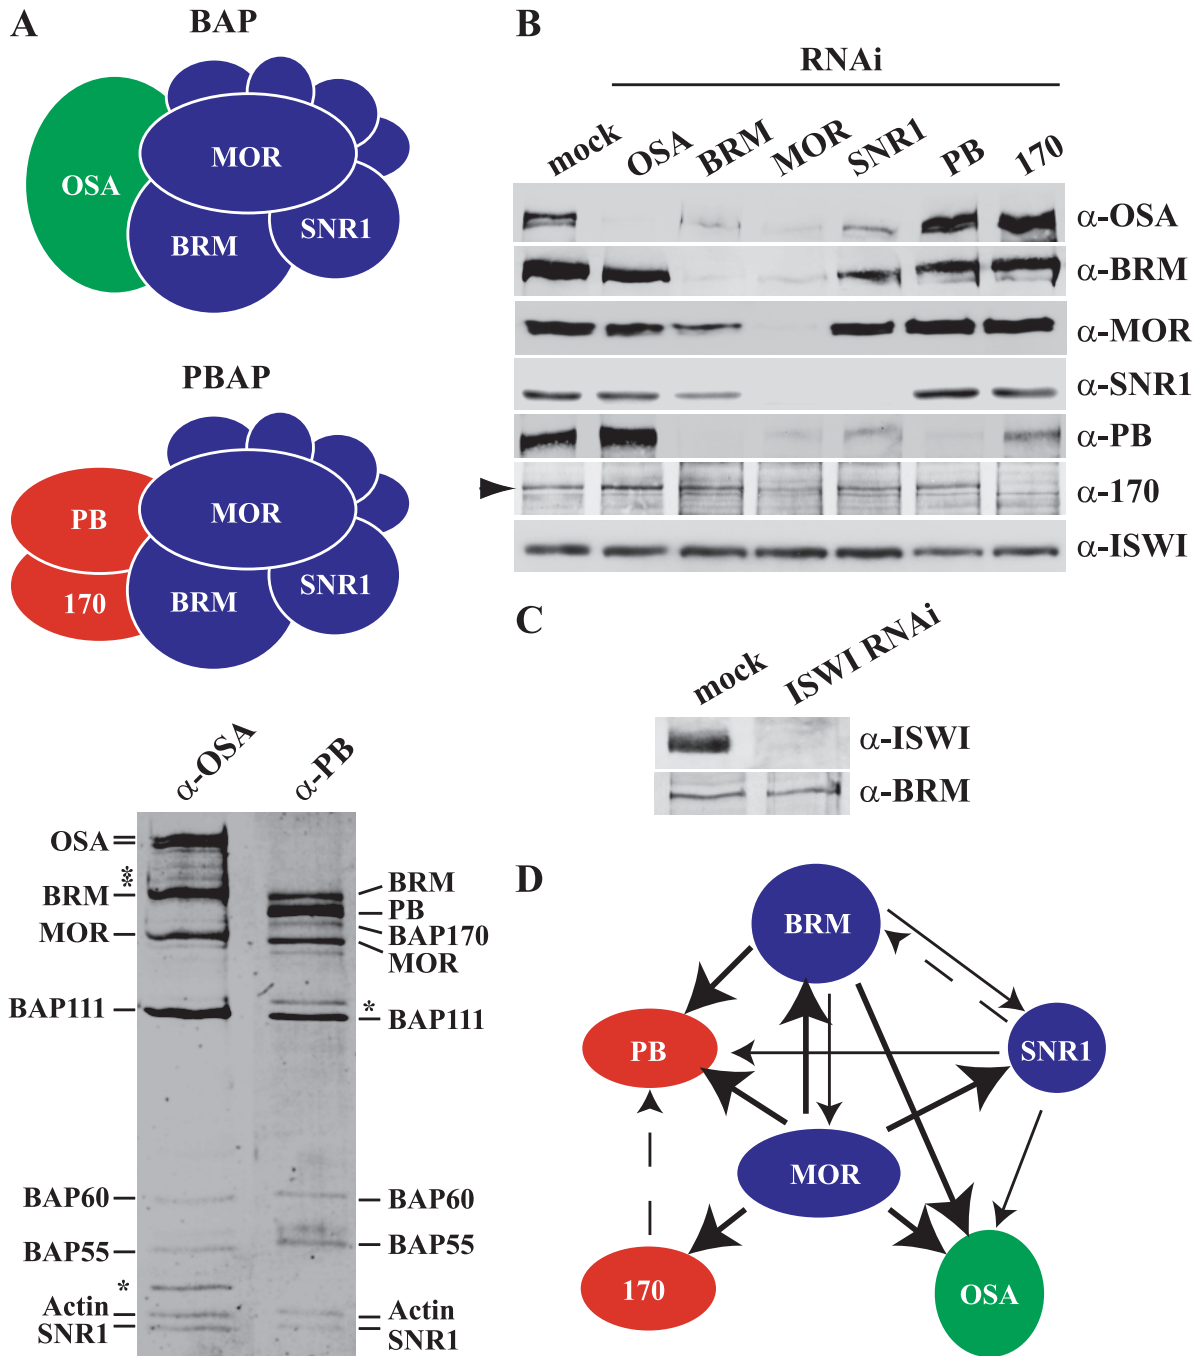 A
BAP
OSA
MOR
BRM
SNR1
PBAP
PB
170
MOR
BRM
SNR1
α-OSA
α-PB
OSA
*
*
BRM
MOR
BAP111
BAP60
BAP55
*
Actin
SNR1
BRM
PB
BAP170
MOR
*
BAP111
BAP60
BAP55
Actin
SNR1
B
RNAi
mock OSA BRM MOR SNR1 PB 170
α-OSA
α-BRM
α-MOR
α-SNR1
α-PB
α-170
α-ISWI
C
mock ISWI RNAi
α-ISWI
α-BRM
D
BRM
PB
SNR1
MOR
170
OSA